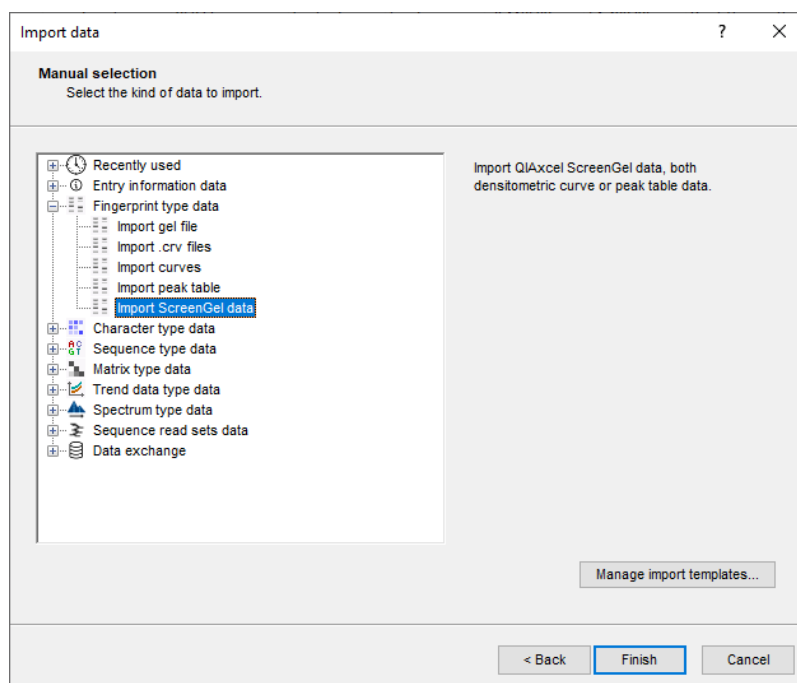 Import data
?
Manual selection
Select the kind of data to import.
Recently used
Entry information data
Fingerprint type data
Import gel file
Import .crv files
Import curves
Import peak table
Import ScreenGel data
Character type data
Sequence type data
Matrix type data
Trend data type data
Spectrum type data
Sequence read sets data
Data exchange
Import QIAxcel ScreenGel data, both
densitometric curve or peak table data.
Manage import templates...
< Back
Finish
Cancel